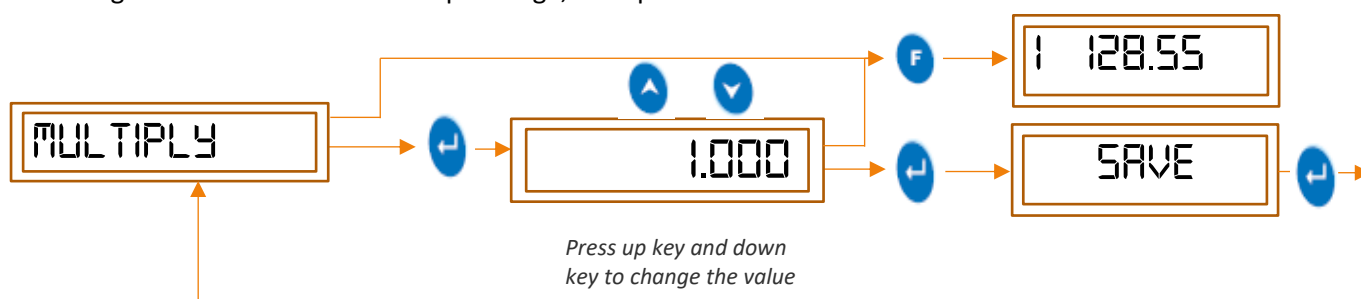 F
1 128.55
MULTIPLY
1.000
SAVE
Press up key and down
key to change the value